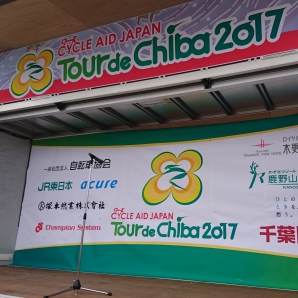 CYCLE AID JAPAN
Tour de Chiba 2017
一般社団法人 自転車協会
JR東日本 acure
塚本總業株式会社
Champion System
CYCLE AID JAPAN
Tour de Chiba 2017
木更
鹿野山
千葉